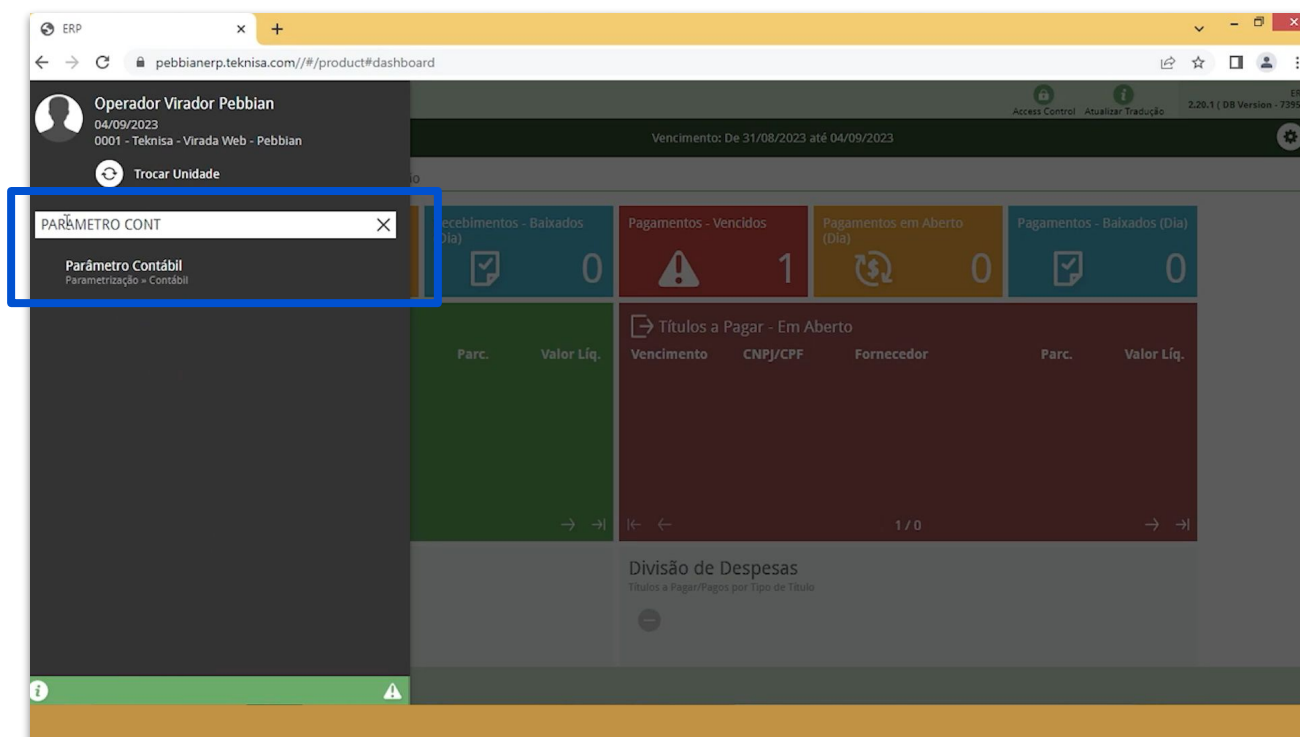 ERP
pebbianerp.teknisa.com//#/product#dashboard
Operador Virador Pebbian
04/09/2023
0001 - Teknisa - Virada Web - Pebbian
Trocar Unidade
Access Control
Atualizar Tradução
2.20.1 ( DB Version - 7395
Vencimento: De 31/08/2023 até 04/09/2023
PARAMETRO CONT
Parâmetro Contábil
Parametrização » Contábil
ecebimentos - Baixados
Dia)
0
Pagamentos - Vencidos
1
Pagamentos em Aberto
(Dia)
0
Pagamentos - Baixados (Dia)
0
Parc. Valor Líq.
Títulos a Pagar - Em Aberto
Vencimento CNPJ/CPF Fornecedor Parc. Valor Líq.
1 / 0
Divisão de Despesas
Títulos a Pagar/Pagos por Tipo de Título